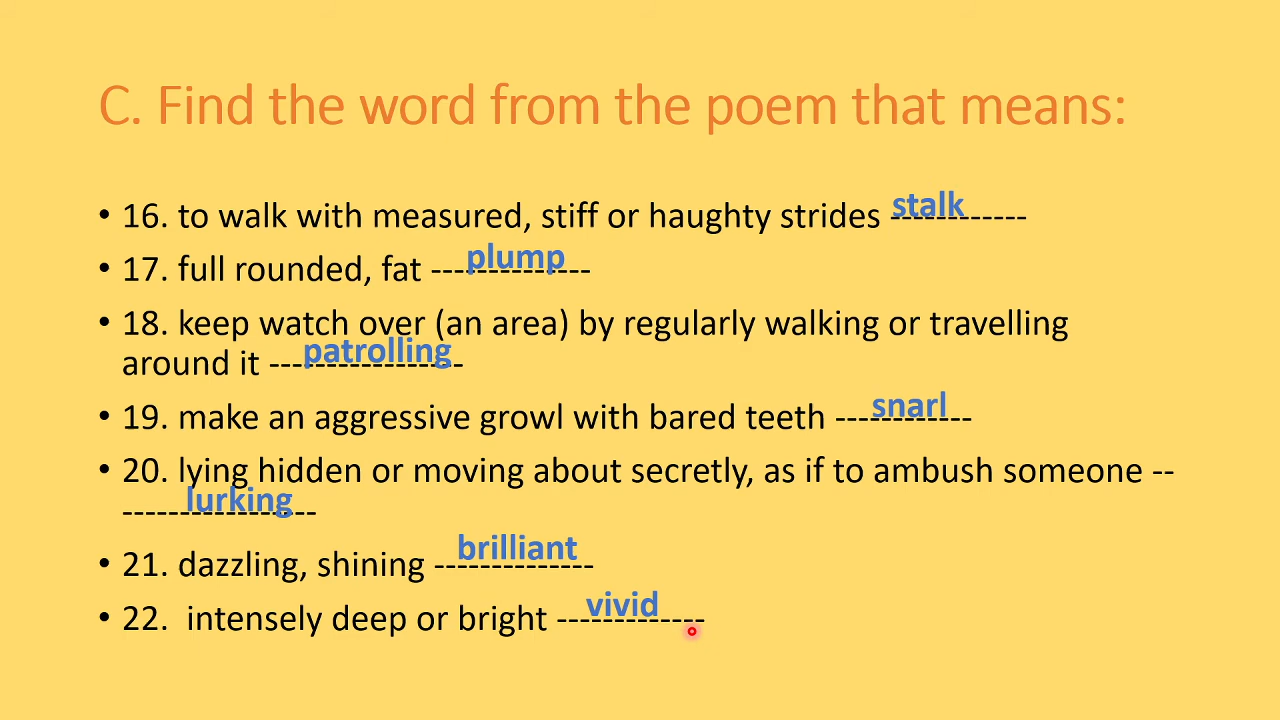 C. Find the word from the poem that means:
• 16. to walk with measured, stiff or haughty strides ------------ stalk
• 17. full rounded, fat -------------- plump
• 18. keep watch over (an area) by regularly walking or travelling
around it ----------------- patrolling
• 19. make an aggressive growl with bared teeth ------------ snarl
• 20. lying hidden or moving about secretly, as if to ambush someone --
----------------- lurking
• 21. dazzling, shining -------------- brilliant
• 22. intensely deep or bright ------------- vivid